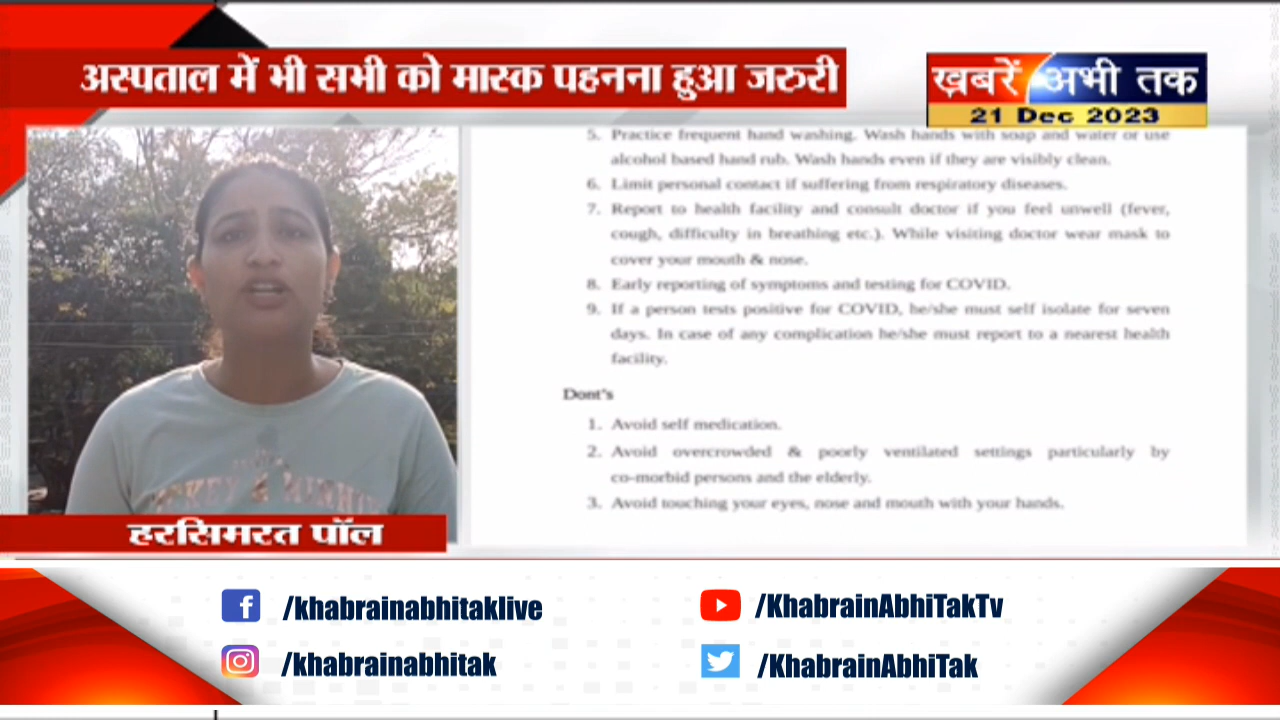 अस्पताल में भी सभी को मास्क पहनना हुआ जरुरी
ख़बरें अभी तक
21 Dec 2023
5. Practice frequent hand washing. Wash hands with soap and water or use
alcohol based hand rub. Wash hands even if they are visibly clean.
6. Limit personal contact if suffering from respiratory diseases.
7. Report to health facility and consult doctor if you feel unwell (fever,
cough, difficulty in breathing etc.). While visiting doctor wear mask to
cover your mouth & nose.
8. Early reporting of symptoms and testing for COVID.
9. If a person tests positive for COVID, he/she must self isolate for seven
days. In case of any complication he/she must report to a nearest health
facility.
Dont's
1. Avoid self medication.
2. Avoid overcrowded & poorly ventilated settings particularly by
co-morbid persons and the elderly.
3. Avoid touching your eyes, nose and mouth with your hands.
हरसिमरत पॉल
/khabrainabhitaklive
/KhabrainAbhiTakTv
/khabrainabhitak
/KhabrainAbhiTak